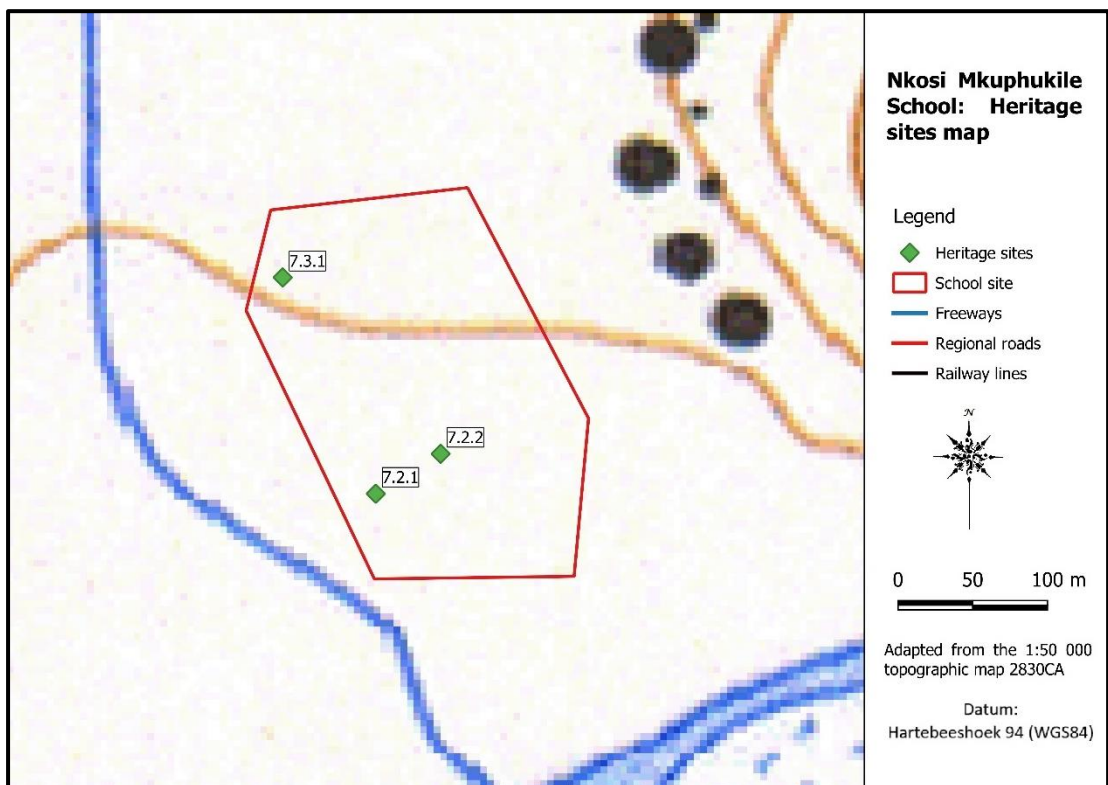 Nkosi Mkuphukile
School: Heritage
sites map
Legend
Heritage sites
School site
Freeways
Regional roads
Railway lines
N
0 50 100 m
Adapted from the 1:50 000
topographic map 2830CA
Datum:
Hartebeeshoek 94 (WGS84)
7.3.1
7.2.2
7.2.1